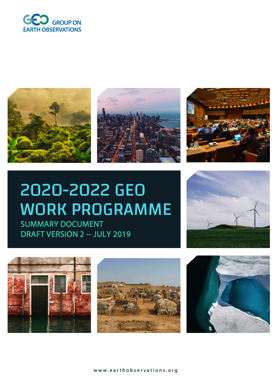 GEO GROUP ON
EARTH OBSERVATIONS
2020-2022 GEO
WORK PROGRAMME
SUMMARY DOCUMENT
DRAFT VERSION 2 – JULY 2019
www.earthobservations.org